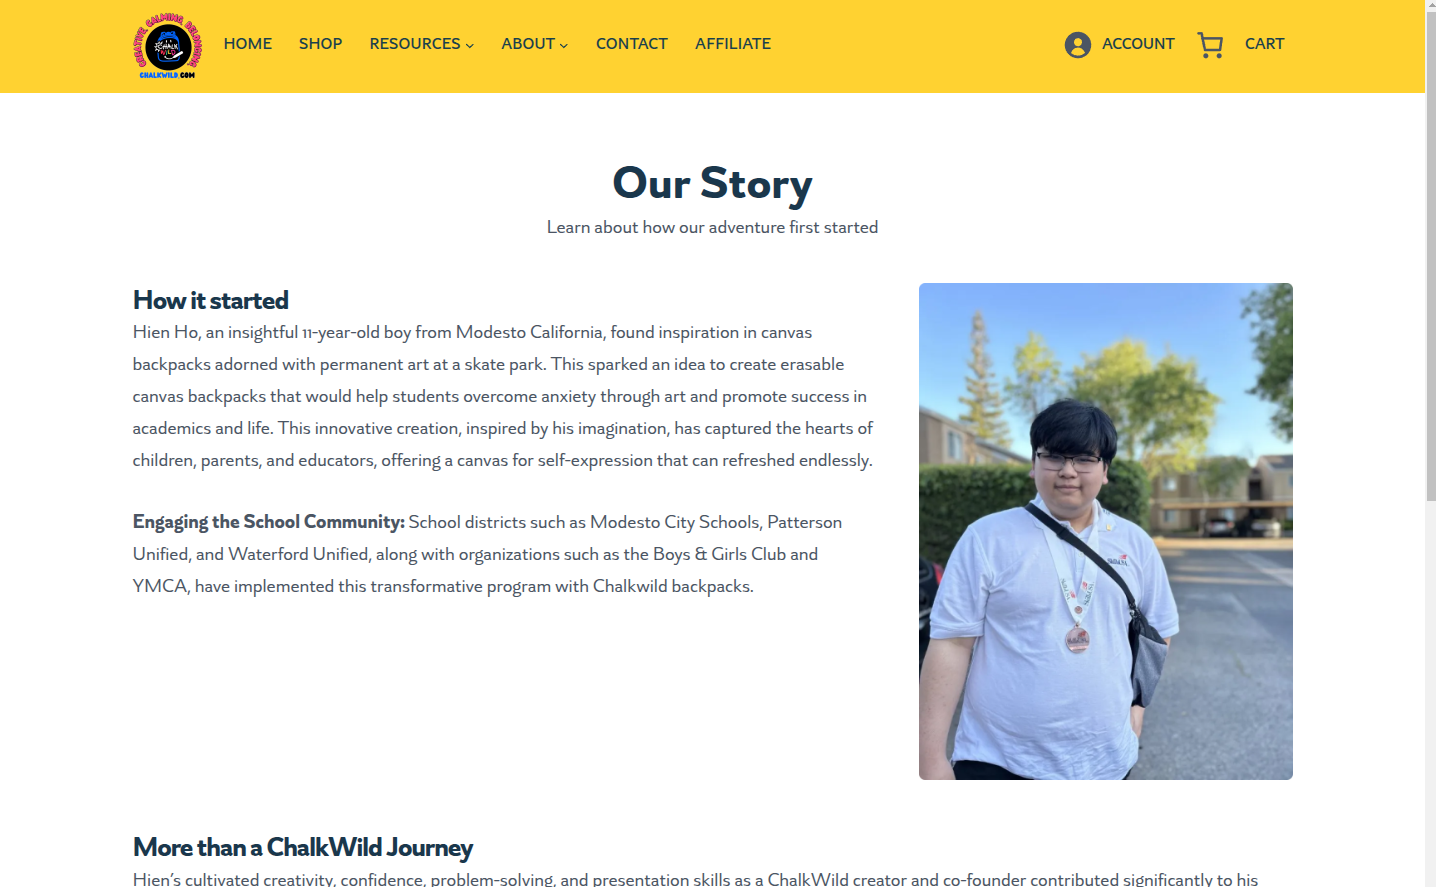 CREATIVE, CALMING, BELONGING
CHALK
WILD
CHALKWILD.COM
HOME SHOP RESOURCES ABOUT CONTACT AFFILIATE ACCOUNT CART
Our Story
Learn about how our adventure first started
How it started
Hien Ho, an insightful 11-year-old boy from Modesto California, found inspiration in canvas
backpacks adorned with permanent art at a skate park. This sparked an idea to create erasable
canvas backpacks that would help students overcome anxiety through art and promote success in
academics and life. This innovative creation, inspired by his imagination, has captured the hearts of
children, parents, and educators, offering a canvas for self-expression that can refreshed endlessly.
Engaging the School Community: School districts such as Modesto City Schools, Patterson
Unified, and Waterford Unified, along with organizations such as the Boys & Girls Club and
YMCA, have implemented this transformative program with Chalkwild backpacks.
More than a ChalkWild Journey
Hien's cultivated creativity, confidence, problem-solving, and presentation skills as a ChalkWild creator and co-founder contributed significantly to his